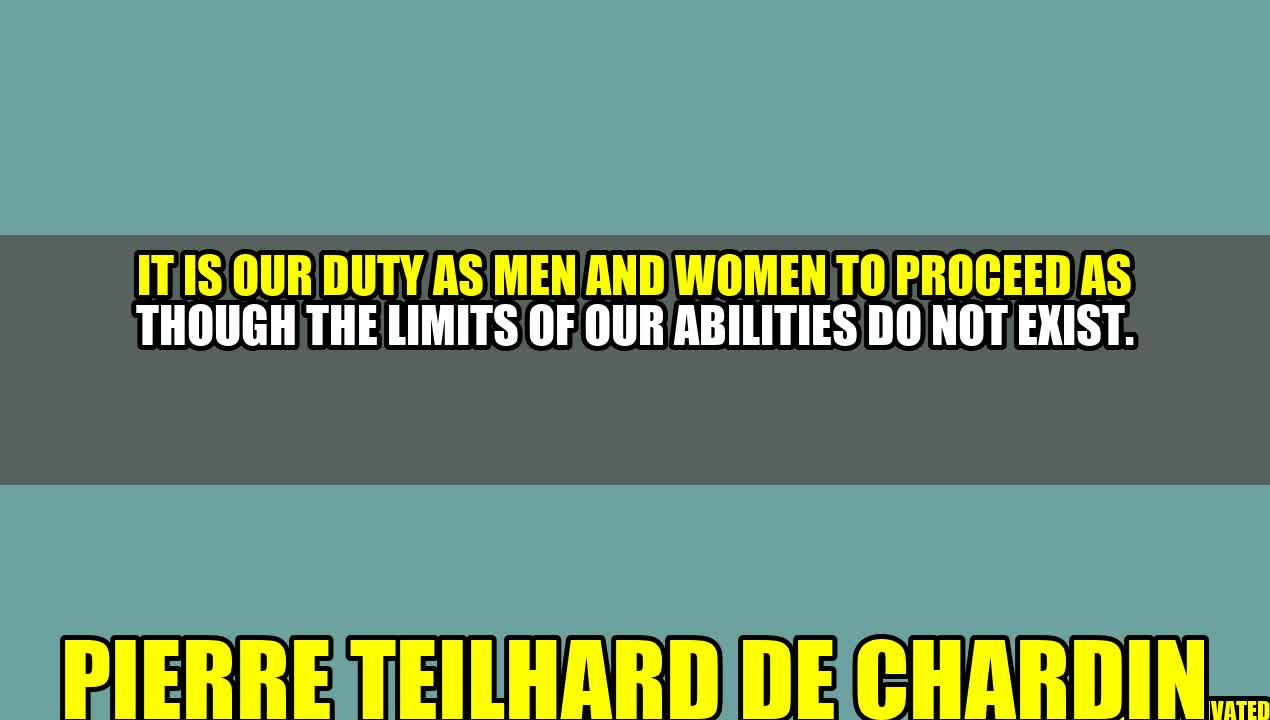 IT IS OUR DUTY AS MEN AND WOMEN TO PROCEED AS
THOUGH THE LIMITS OF OUR ABILITIES DO NOT EXIST.
PIERRE TEILHARD DE CHARDIN
VATED